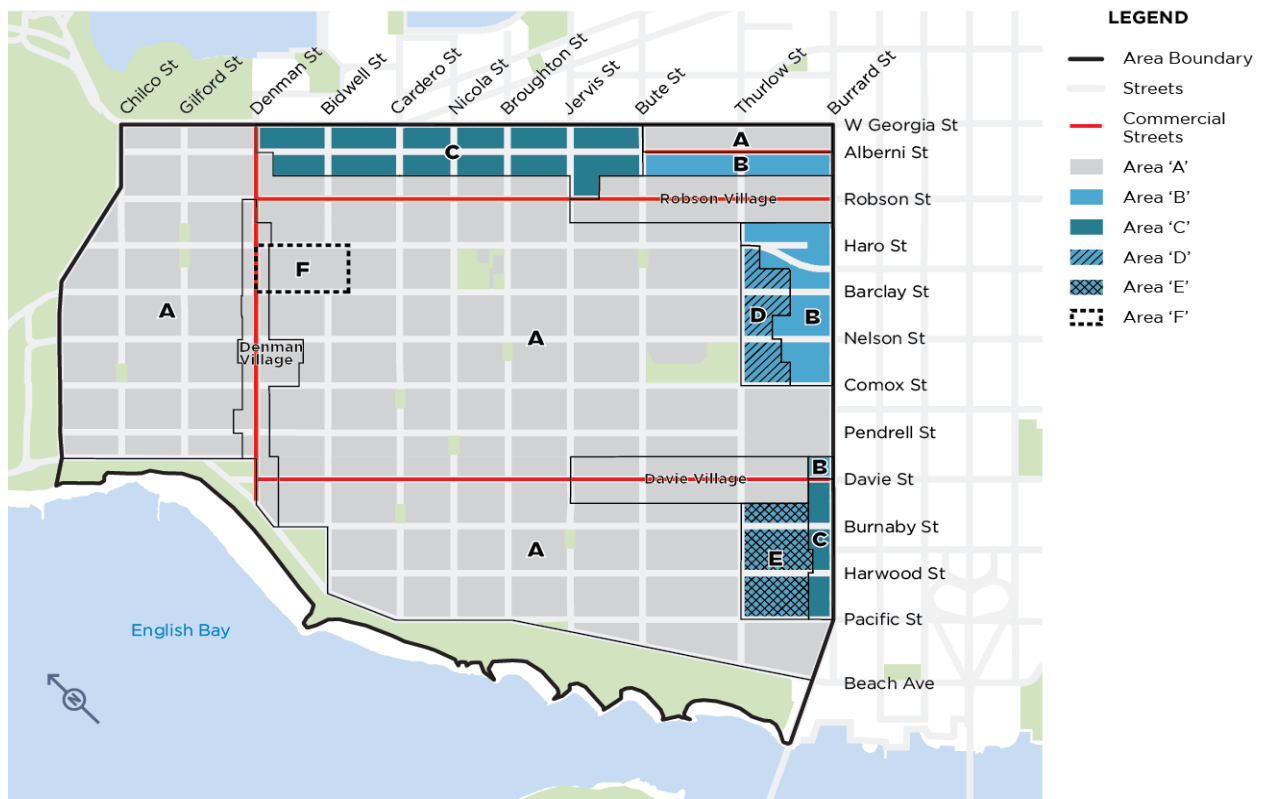 LEGEND
Area Boundary
Streets
Commercial
Streets
Area ‘A’
Area ‘B’
Area ‘C’
Area ‘D’
Area ‘E’
Area ‘F’
Chilco St
Gilford St
Denman St
Bidwell St
Cardero St
Nicola St
Broughton St
Jervis St
Bute St
Thurlow St
Burrard St
W Georgia St
Alberni St
Robson St
Haro St
Barclay St
Nelson St
Comox St
Pendrell St
Davie St
Burnaby St
Harwood St
Pacific St
Beach Ave
A
C
B
Robson Village
F
A
D
B
A
Denman
Village
B
Davie Village
C
A
E
English Bay
N